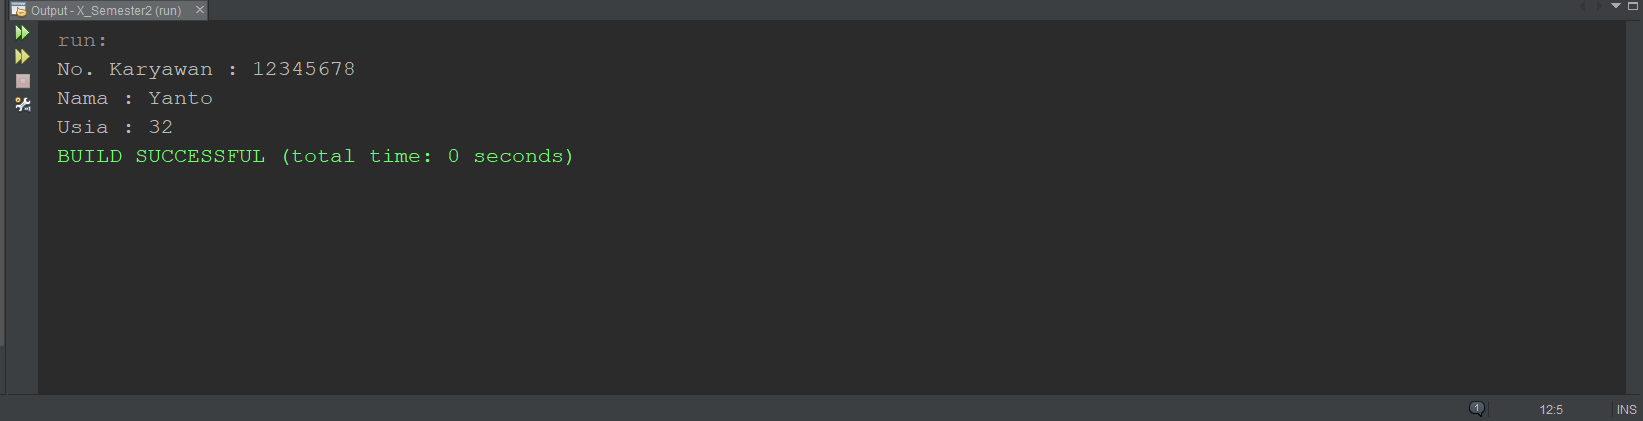 Output - X_Semester2 (run)
run:
No. Karyawan : 12345678
Nama : Yanto
Usia : 32
BUILD SUCCESSFUL (total time: 0 seconds)
1
12:5
INS